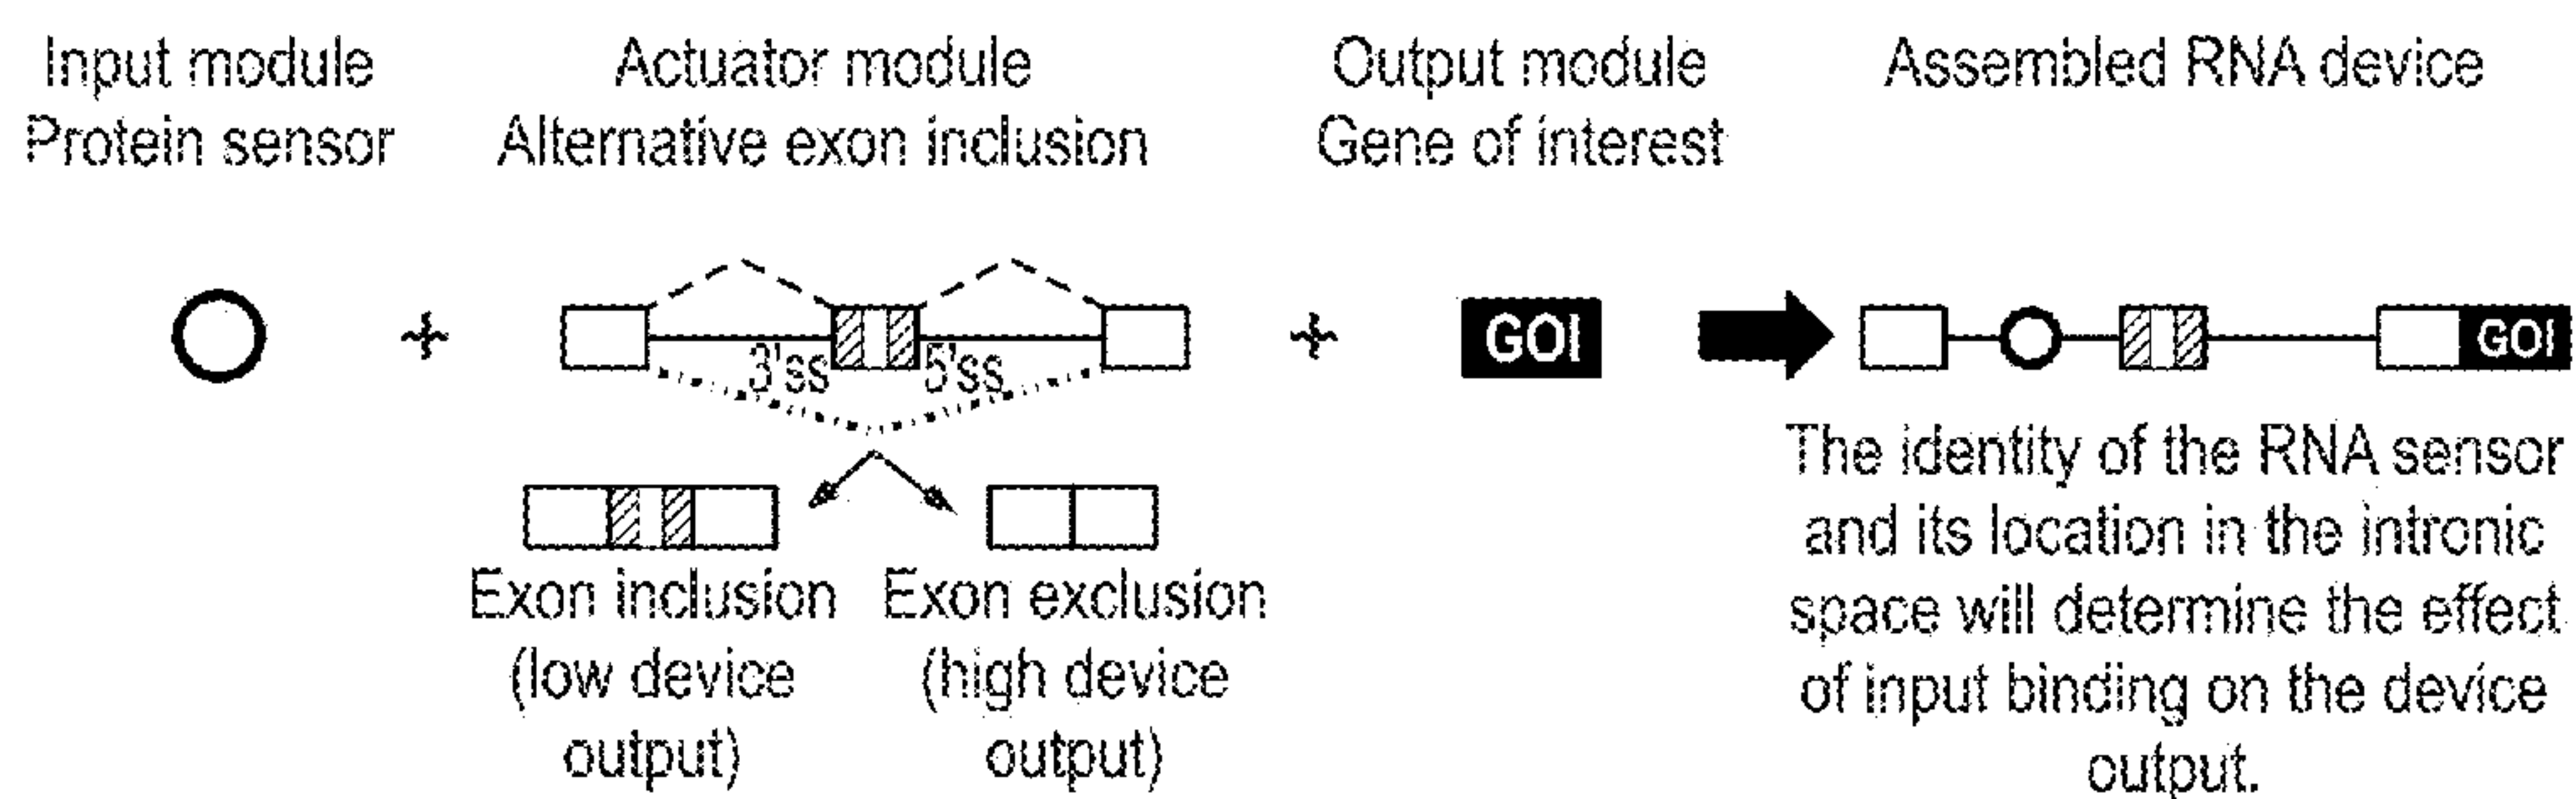 Input module
Protein sensor
Actuator module
Alternative exon inclusion
Output module
Gene of interest
Assembled RNA device
+
3'ss
5'ss
+
GOI
GOI
Exon inclusion
(low device
output)
Exon exclusion
(high device
output)
The identity of the RNA sensor
and its location in the intronic
space will determine the effect
of input binding on the device
output.